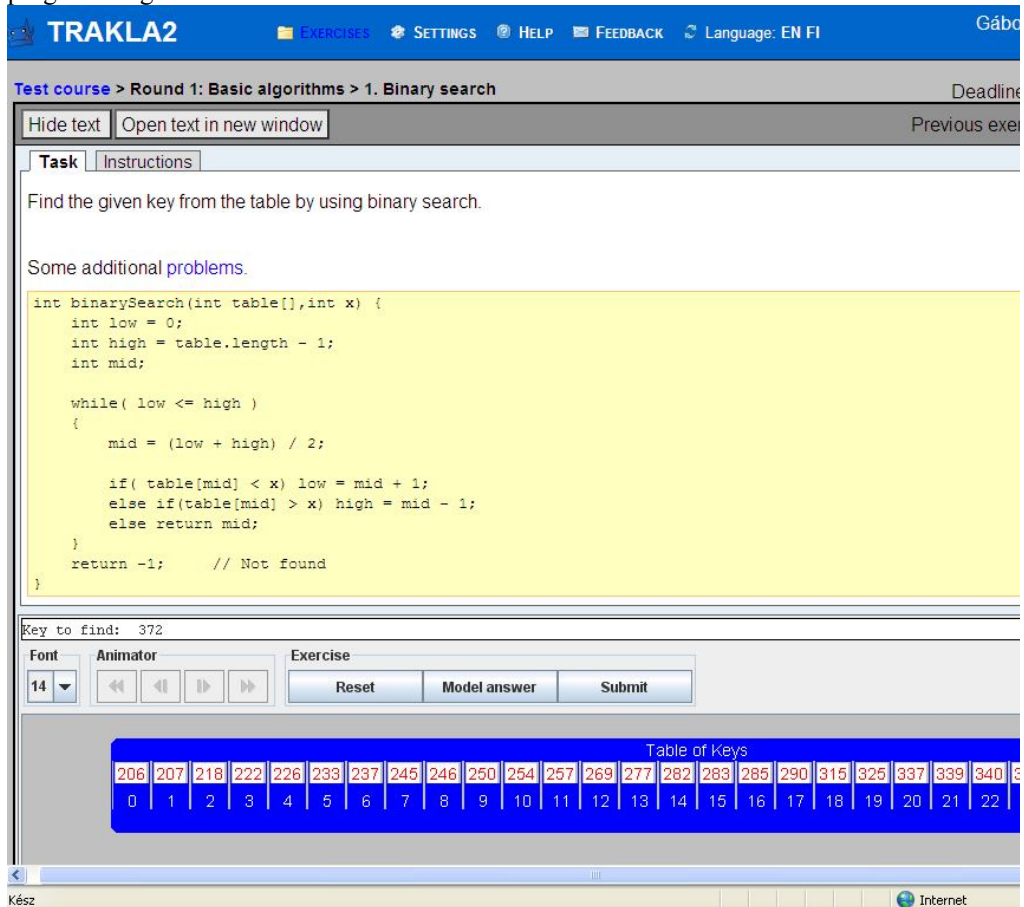 TRAKLA2 EXERCISES SETTINGS HELP FEEDBACK Language: EN FI Gábo
Test course > Round 1: Basic algorithms > 1. Binary search Deadline
Hide text Open text in new window Previous exer
Task Instructions
Find the given key from the table by using binary search.
Some additional problems.
int binarySearch(int table[],int x) {
int low = 0;
int high = table.length - 1;
int mid;
while( low <= high )
{
mid = (low + high) / 2;
if( table[mid] < x) low = mid + 1;
else if(table[mid] > x) high = mid - 1;
else return mid;
}
return -1; // Not found
}
Key to find: 372
Font Animator Exercise
14 Reset Model answer Submit
Table of Keys
206 207 218 222 226 233 237 245 246 250 254 257 269 277 282 283 285 290 315 325 337 339 340 3
0 1 2 3 4 5 6 7 8 9 10 11 12 13 14 15 16 17 18 19 20 21 22
Kész Internet